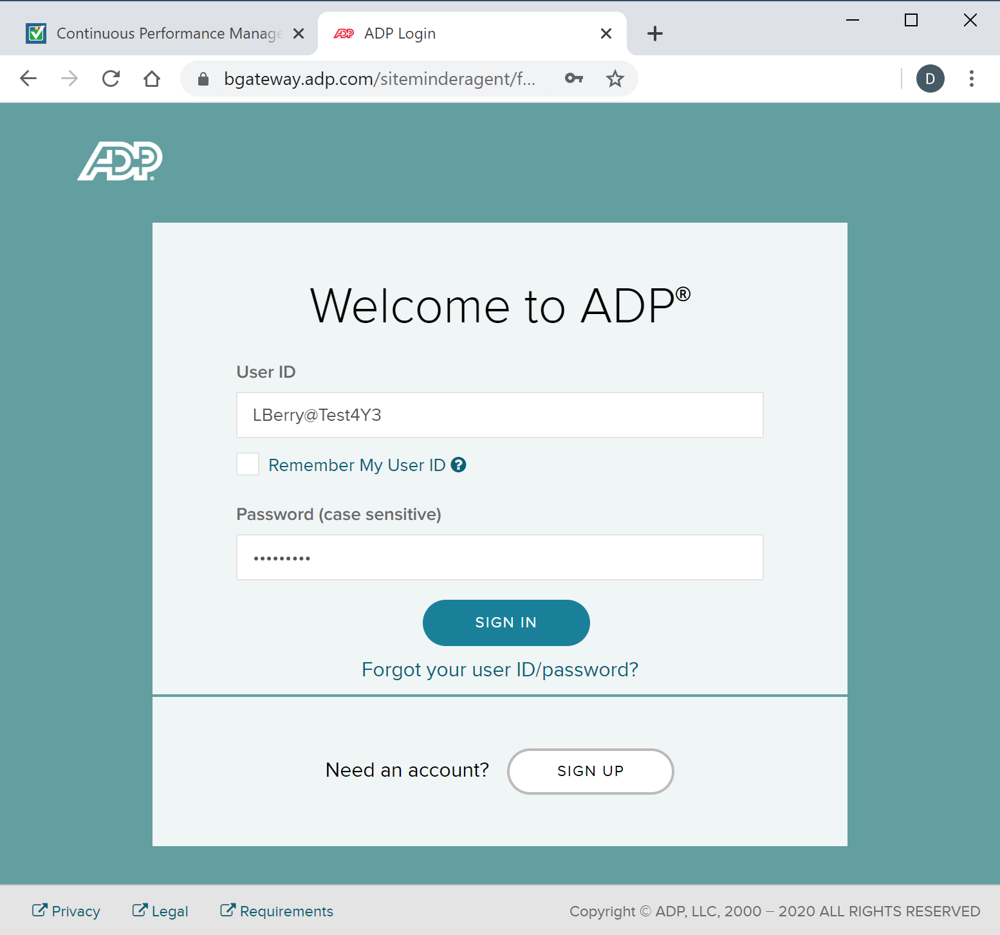 Continuous Performance Manage
ADP ADP Login
bgateway.adp.com/siteminderagent/f...
D
ADP®
Welcome to ADP®
User ID
LBerry@Test4Y3
Remember My User ID ?
Password (case sensitive)
•••••••••
SIGN IN
Forgot your user ID/password?
Need an account? SIGN UP
Privacy Legal Requirements Copyright © ADP, LLC, 2000 – 2020 ALL RIGHTS RESERVED